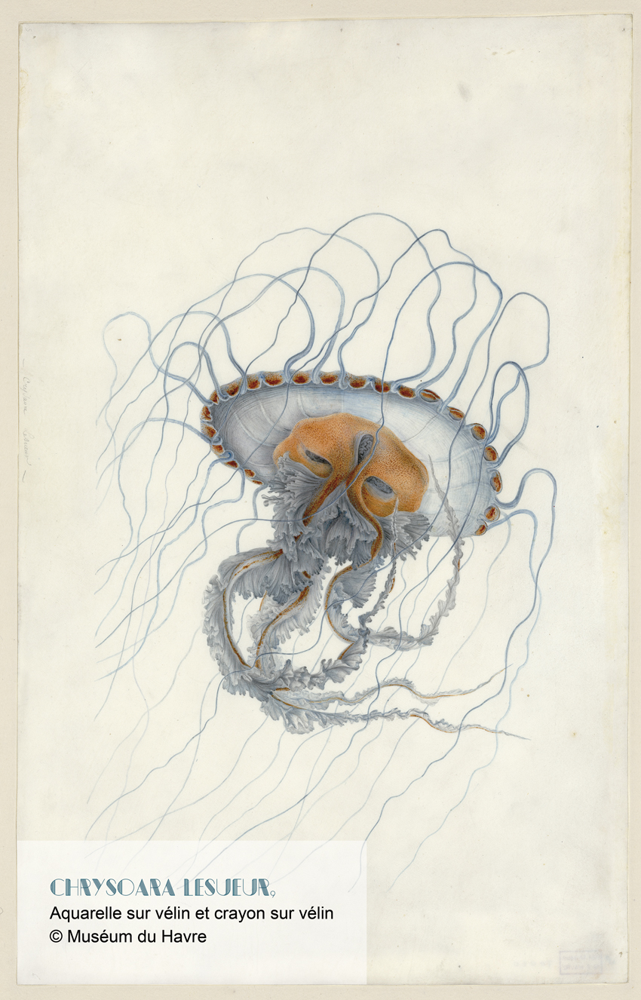 CHRYSOARA LESUEUR,
Aquarelle sur vélin et crayon sur vélin
© Muséum du Havre